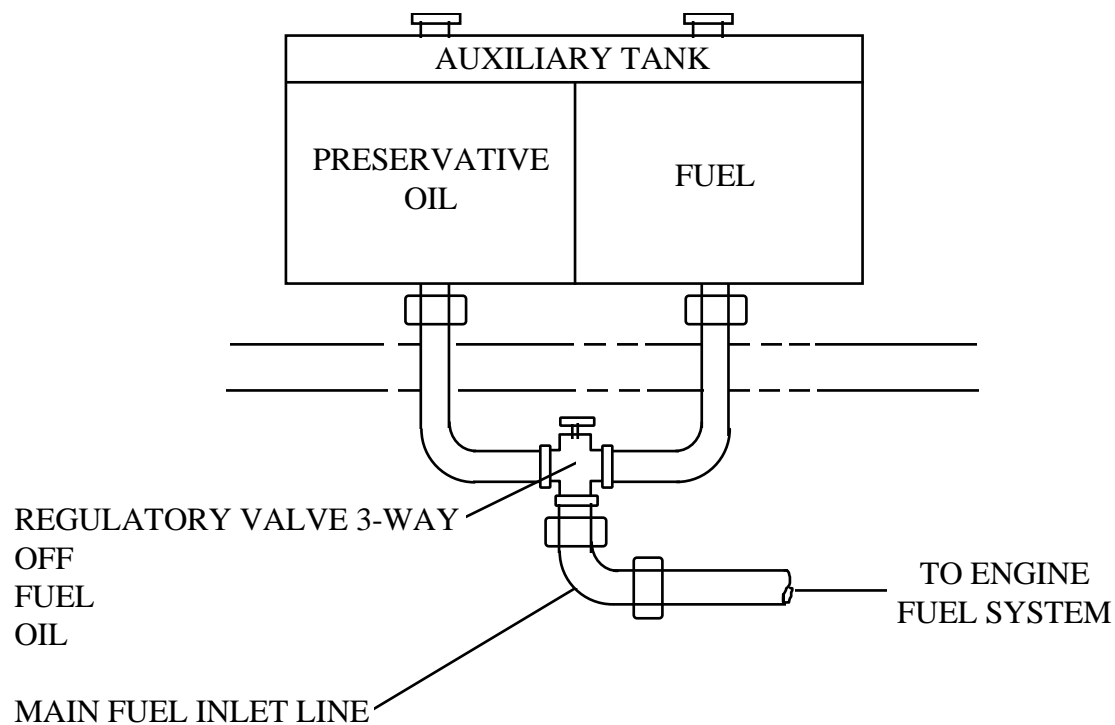 AUXILIARY TANK
PRESERVATIVE
OIL
FUEL
REGULATORY VALVE 3-WAY
OFF
FUEL
OIL
TO ENGINE
FUEL SYSTEM
MAIN FUEL INLET LINE